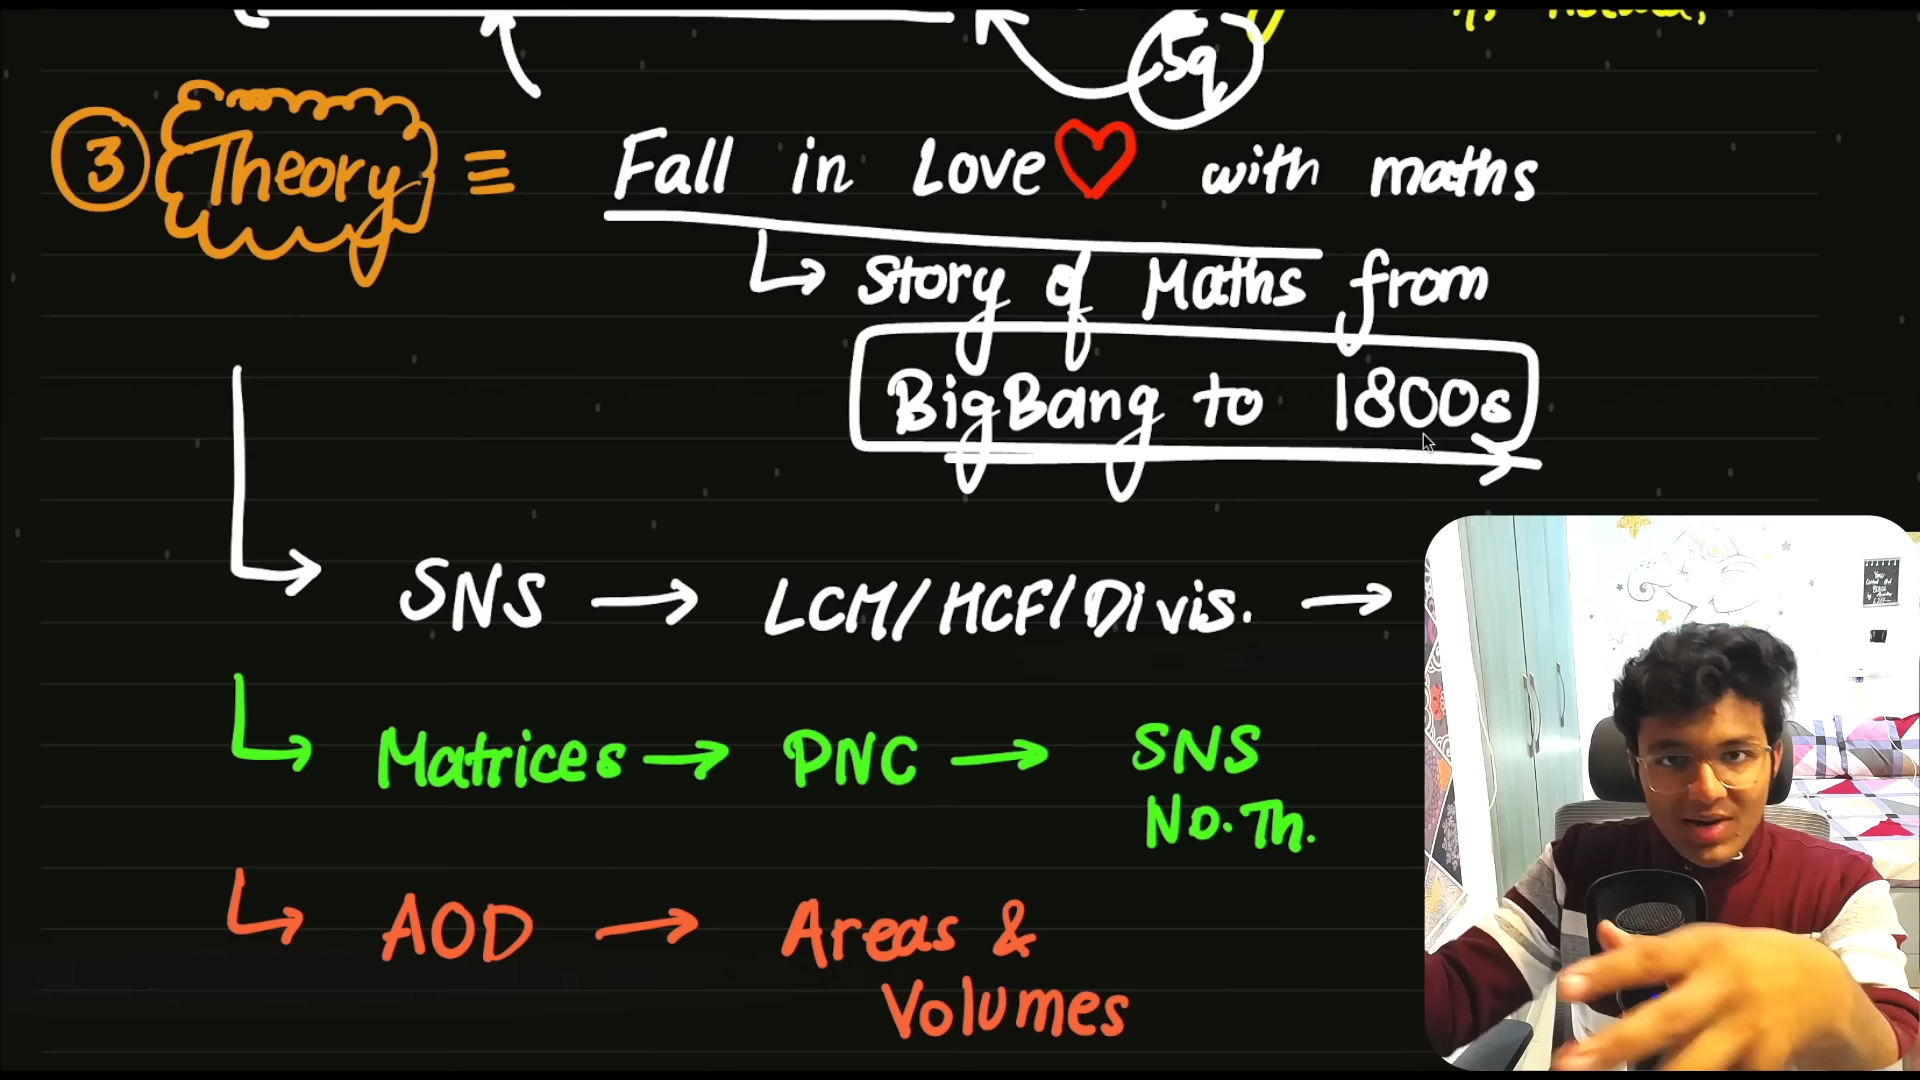 5q
③ Theory ≡ Fall in Love ♥ with maths
↳ Story of Maths from
BigBang to 1800s
↳ SNS → LCM/HCF/Divis. →
↳ Matrices → PNC → SNS
No.Th.
↳ AOD → Areas &
Volumes